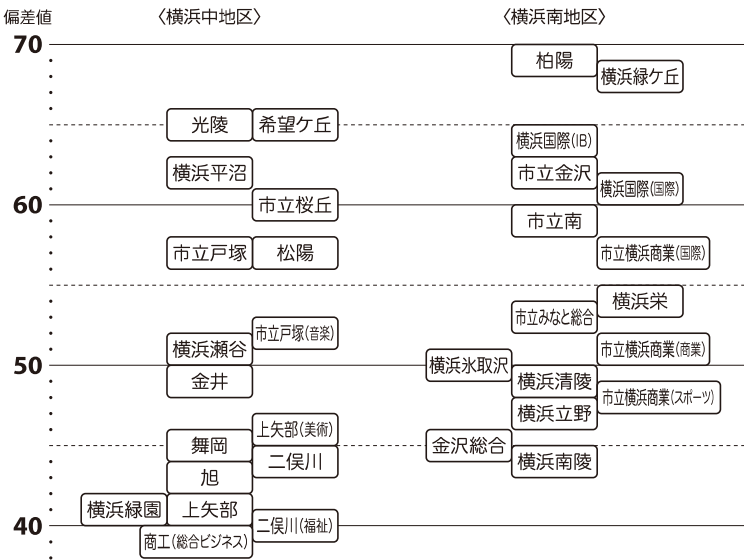 偏差値
〈横浜中地区〉 〈横浜南地区〉
70
柏陽
横浜緑ケ丘
光陵 希望ケ丘
横浜国際(IB)
横浜平沼 市立金沢
横浜国際(国際)
60
市立桜丘
市立南
市立戸塚 松陽 市立横浜商業(国際)
横浜栄
市立みなと総合
市立戸塚(音楽)
横浜瀬谷 市立横浜商業(商業)
50
横浜氷取沢
金井 横浜清陵
市立横浜商業(スポーツ)
横浜立野
上矢部(美術)
舞岡 金沢総合
二俣川 横浜南陵
旭
横浜緑園 上矢部
40
二俣川(福祉)
商工(総合ビジネス)